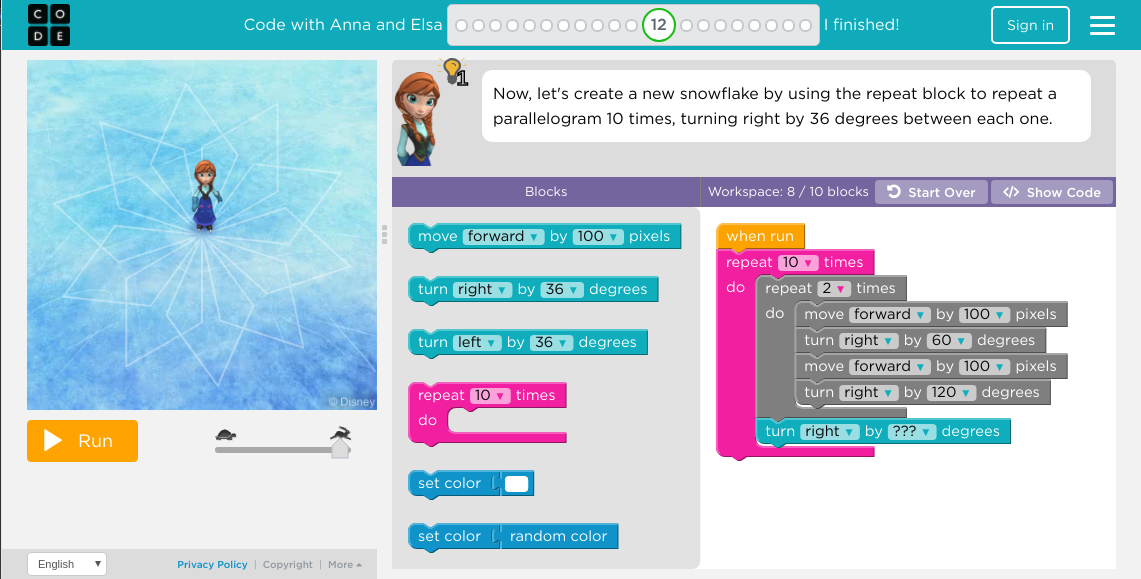 CODE
Code with Anna and Elsa
12
I finished!
Sign in
1
Now, let's create a new snowflake by using the repeat block to repeat a
parallelogram 10 times, turning right by 36 degrees between each one.
© Disney
Run
Blocks
Workspace: 8 / 10 blocks
Start Over
</> Show Code
move forward ▼ by 100 ▼ pixels
turn right ▼ by 36 ▼ degrees
turn left ▼ by 36 ▼ degrees
repeat 10 ▼ times
do
set color
set color random color
when run
repeat 10 ▼ times
do
repeat 2 ▼ times
do
move forward ▼ by 100 ▼ pixels
turn right ▼ by 60 ▼ degrees
move forward ▼ by 100 ▼ pixels
turn right ▼ by 120 ▼ degrees
turn right ▼ by ??? ▼ degrees
English ▼
Privacy Policy | Copyright | More